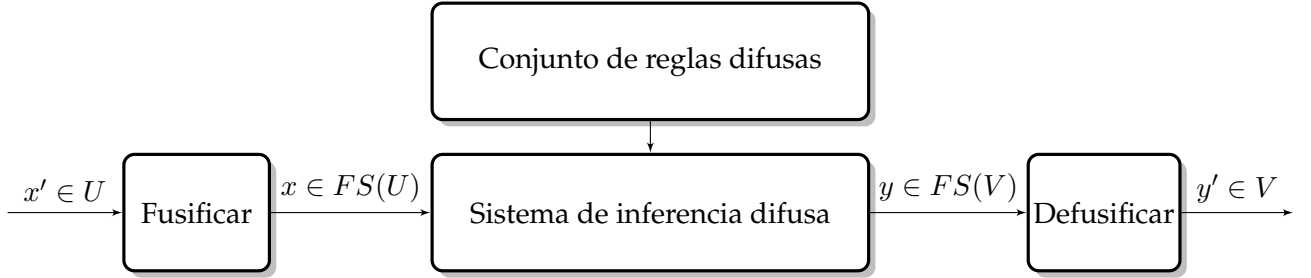 Conjunto de reglas difusas
x′ ∈ U
Fusificar
x ∈ FS(U)
Sistema de inferencia difusa
y ∈ FS(V)
Defusificar
y′ ∈ V